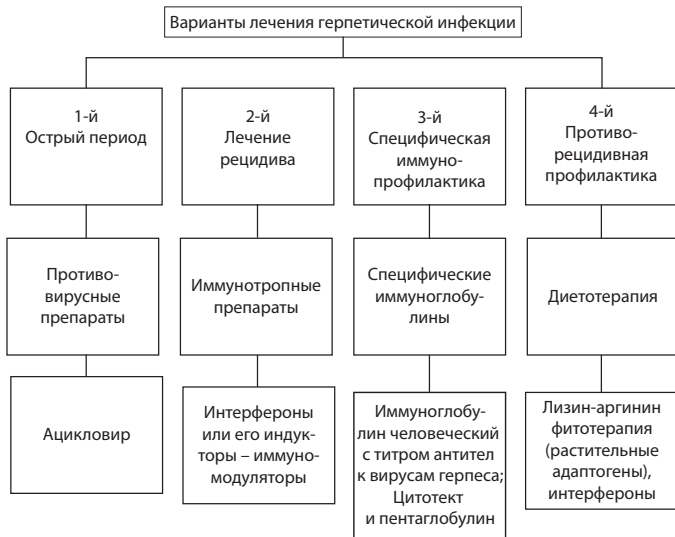 Варианты лечения герпетической инфекции
1-й
Острый период
2-й
Лечение
рецидива
3-й
Специфическая
иммуно-
профилактика
4-й
Противо-
рецидивная
профилактика
Противо-
вирусные
препараты
Иммунотропные
препараты
Специфические
иммуноглобу-
лины
Диетотерапия
Ацикловир
Интерфероны
или его индук-
торы – иммуно-
модуляторы
Иммуноглобу-
лин человеческий
с титром антител
к вирусам герпеса;
Цитотект
и пентаглобулин
Лизин-аргинин
фитотерапия
(растительные
адаптогены),
интерфероны